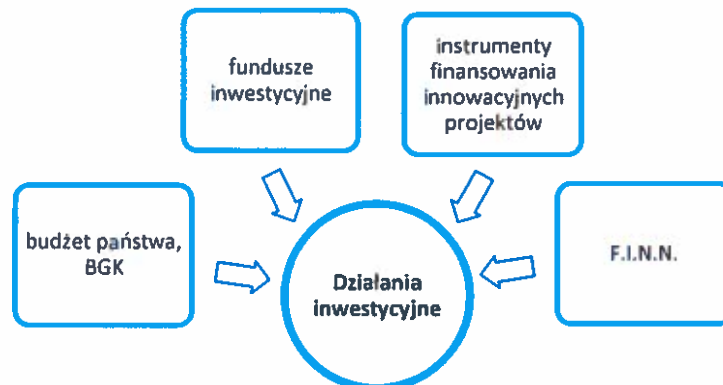 fundusze
inwestycyjne
instrumenty
finansowania
innowacyjnych
projektów
budżet państwa,
BGK
Działania
inwestycyjne
F.I.N.N.